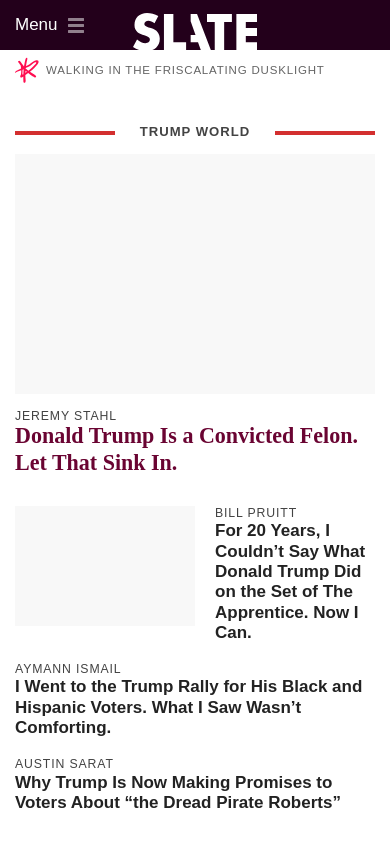 Menu
SLATE
WALKING IN THE FRISCALATING DUSKLIGHT
TRUMP WORLD
JEREMY STAHL
Donald Trump Is a Convicted Felon.
Let That Sink In.
BILL PRUITT
For 20 Years, I
Couldn’t Say What
Donald Trump Did
on the Set of The
Apprentice. Now I
Can.
AYMANN ISMAIL
I Went to the Trump Rally for His Black and
Hispanic Voters. What I Saw Wasn’t
Comforting.
AUSTIN SARAT
Why Trump Is Now Making Promises to
Voters About “the Dread Pirate Roberts”